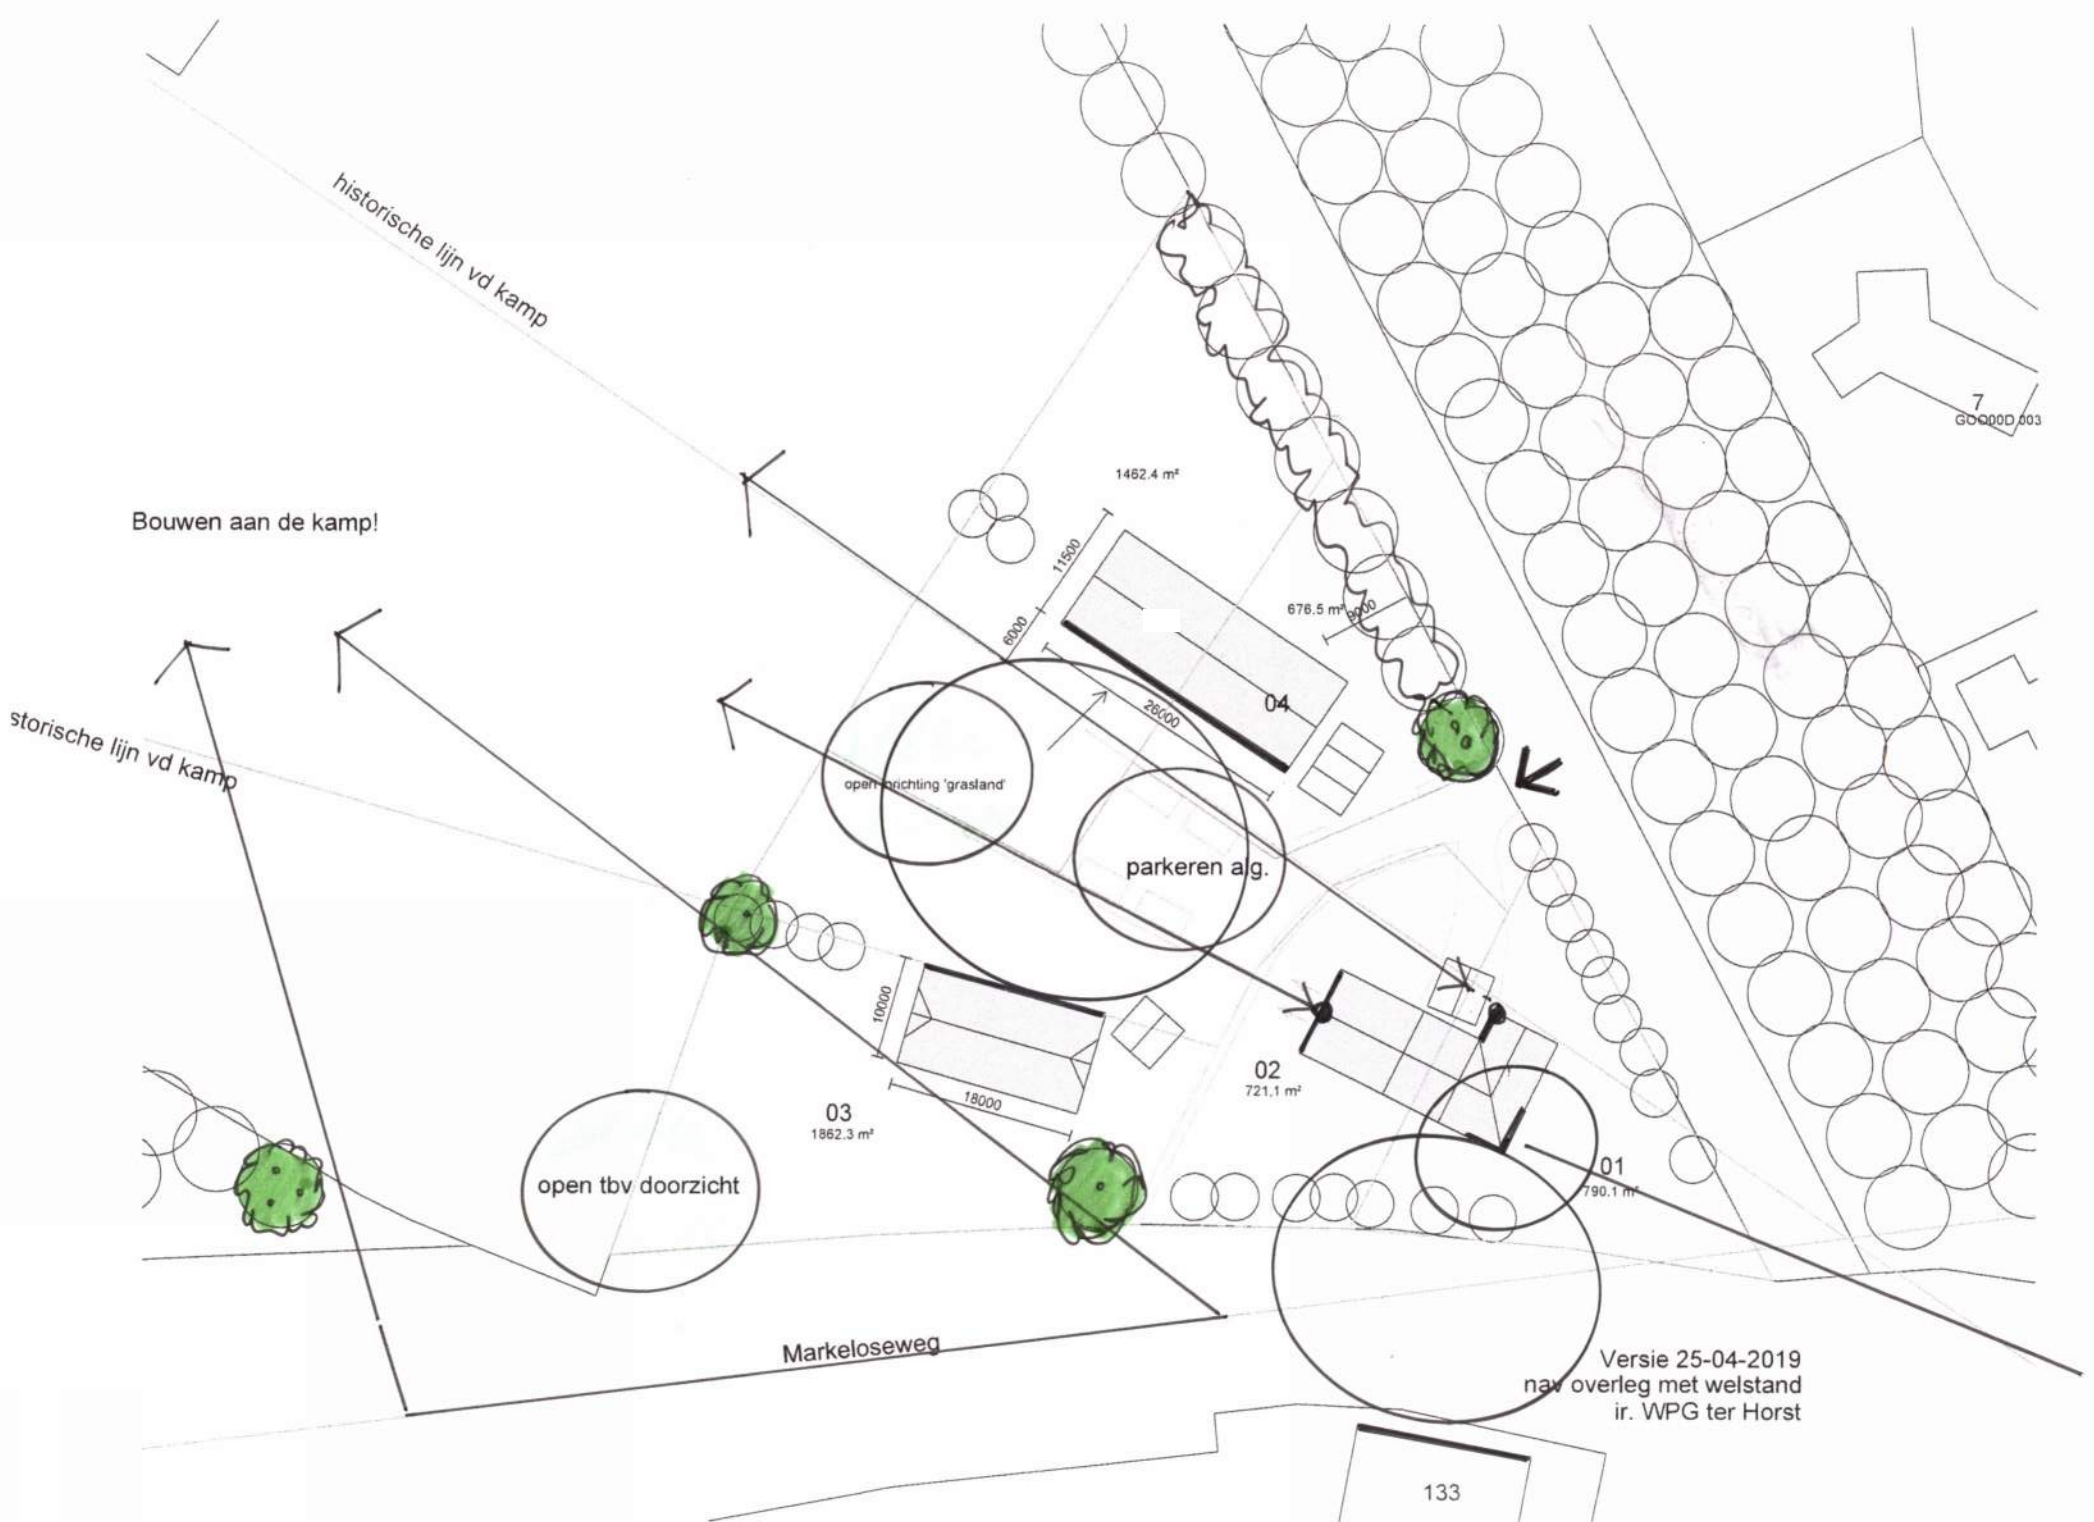 historische lijn vd kamp
1462.4 m²
7
GOO00D 003
Bouwen aan de kamp!
11500
6000
676.5 m²
9000
04
26000
storische lijn vd kamp
open inrichting 'grasland'
parkeren alg.
10000
02
721,1 m²
18000
03
1862.3 m²
open tbv doorzicht
01
790.1 m²
Markeloseweg
Versie 25-04-2019
nav overleg met welstand
ir. WPG ter Horst
133